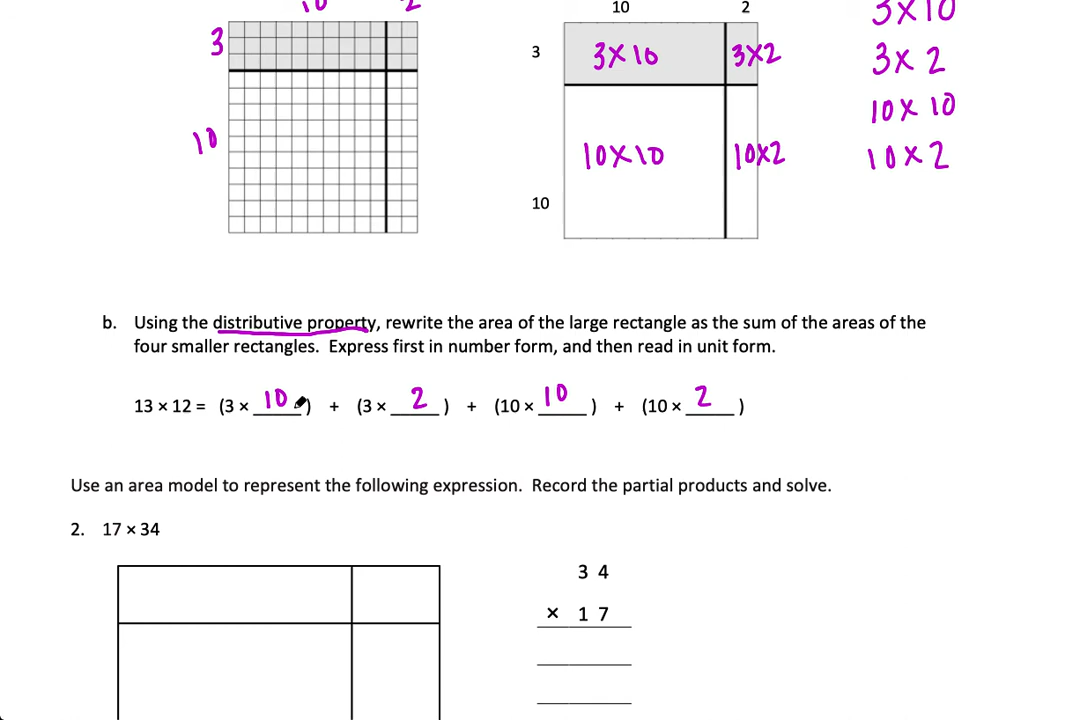 10 2 10 2 3×10
3 3 3×10 3×2 3×2
10×10
10 10×10 10×2 10×2
10
b. Using the distributive property, rewrite the area of the large rectangle as the sum of the areas of the
four smaller rectangles. Express first in number form, and then read in unit form.
13 × 12 = (3 × 10 ) + (3 × 2 ) + (10 × 10 ) + (10 × 2 )
Use an area model to represent the following expression. Record the partial products and solve.
2. 17 × 34
3 4
× 1 7